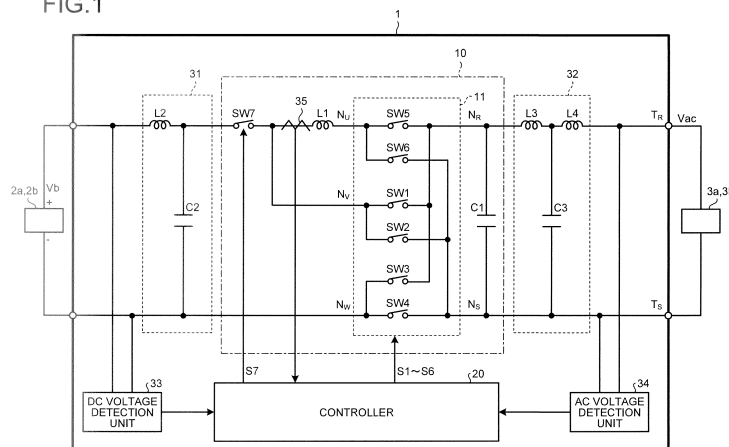 FIG.1
1
10
31
32
L2
SW7
35
L1
NU
SW5
11
NR
L3
L4
TR
Vac
SW6
2a,2b
Vb
+
-
C2
NV
SW1
SW2
C1
C3
SW3
NW
SW4
NS
TS
S7
S1~S6
20
33
DC VOLTAGE
DETECTION
UNIT
CONTROLLER
34
AC VOLTAGE
DETECTION
UNIT